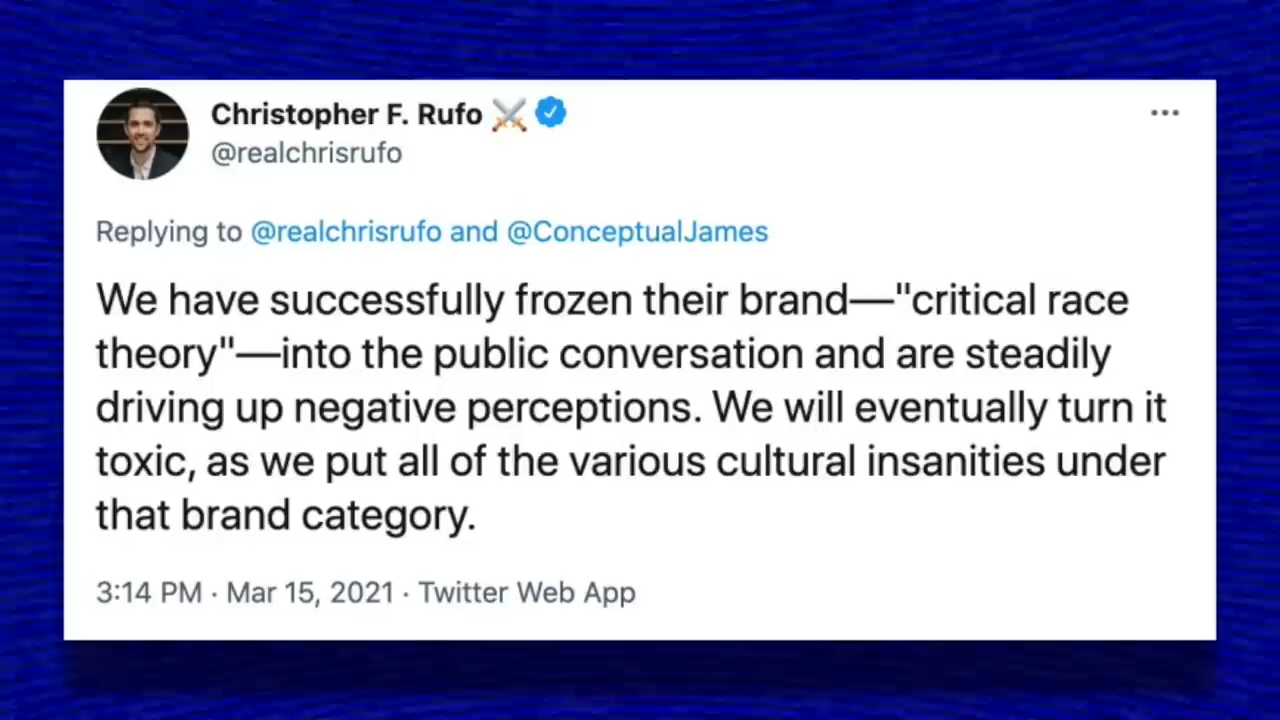 Christopher F. Rufo ⚔️
@realchrisrufo
Replying to @realchrisrufo and @ConceptualJames
We have successfully frozen their brand—"critical race
theory"—into the public conversation and are steadily
driving up negative perceptions. We will eventually turn it
toxic, as we put all of the various cultural insanities under
that brand category.
3:14 PM · Mar 15, 2021 · Twitter Web App